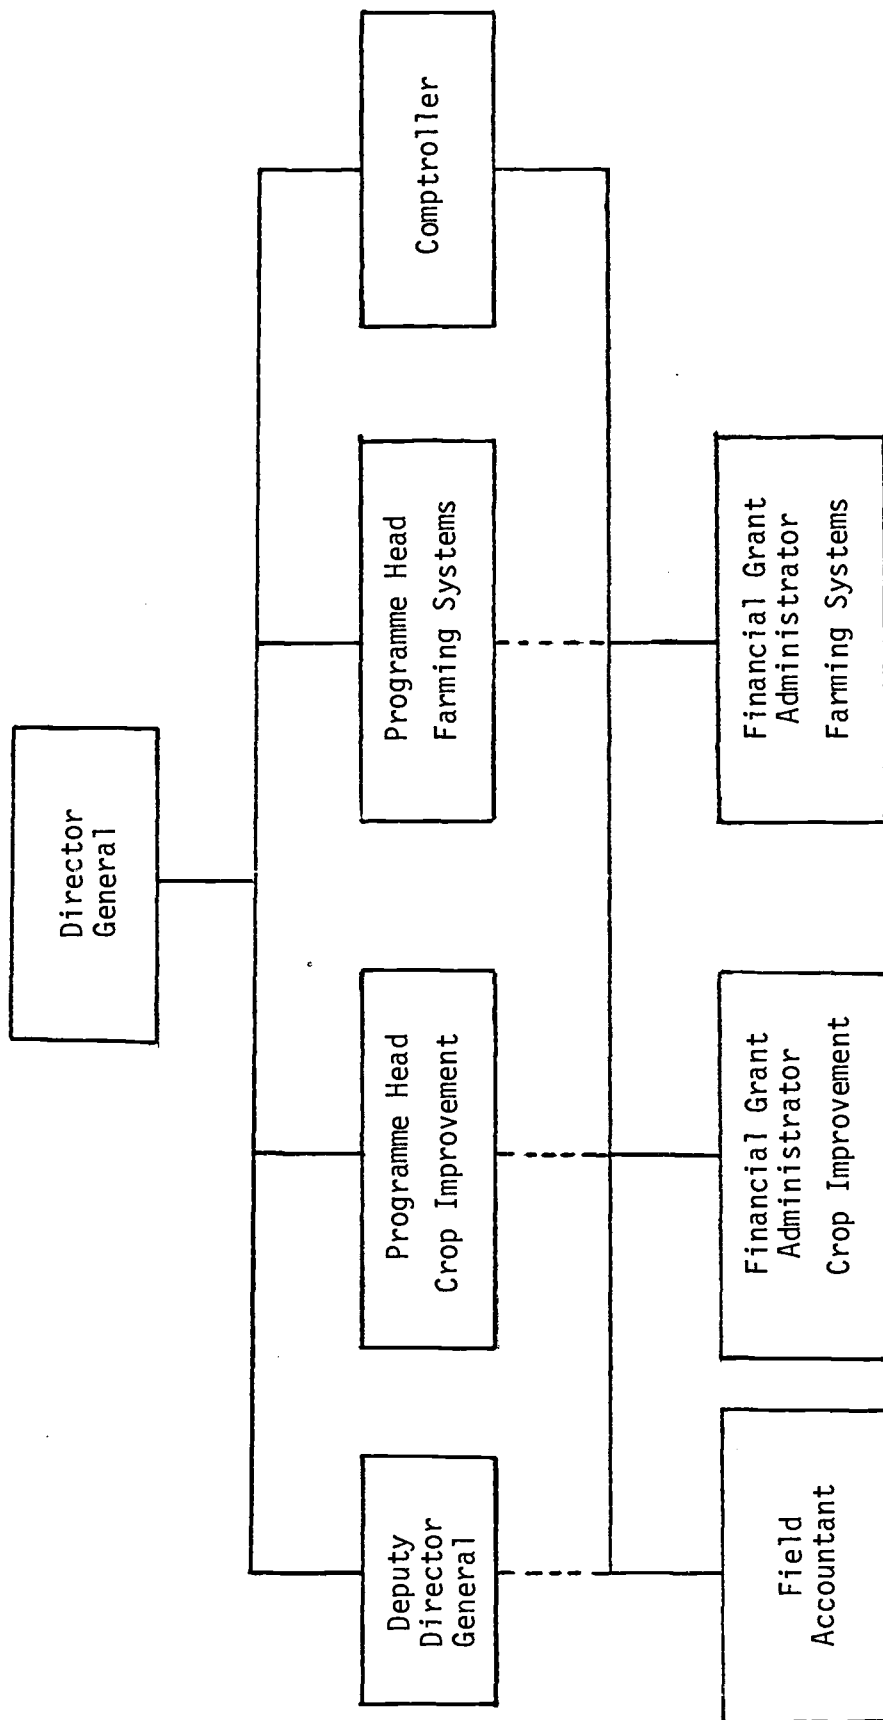 Director
General
Deputy
Director
General
Programme Head
Crop Improvement
Programme Head
Farming Systems
Comptroller
Field
Accountant
Financial Grant
Administrator
Crop Improvement
Financial Grant
Administrator
Farming Systems